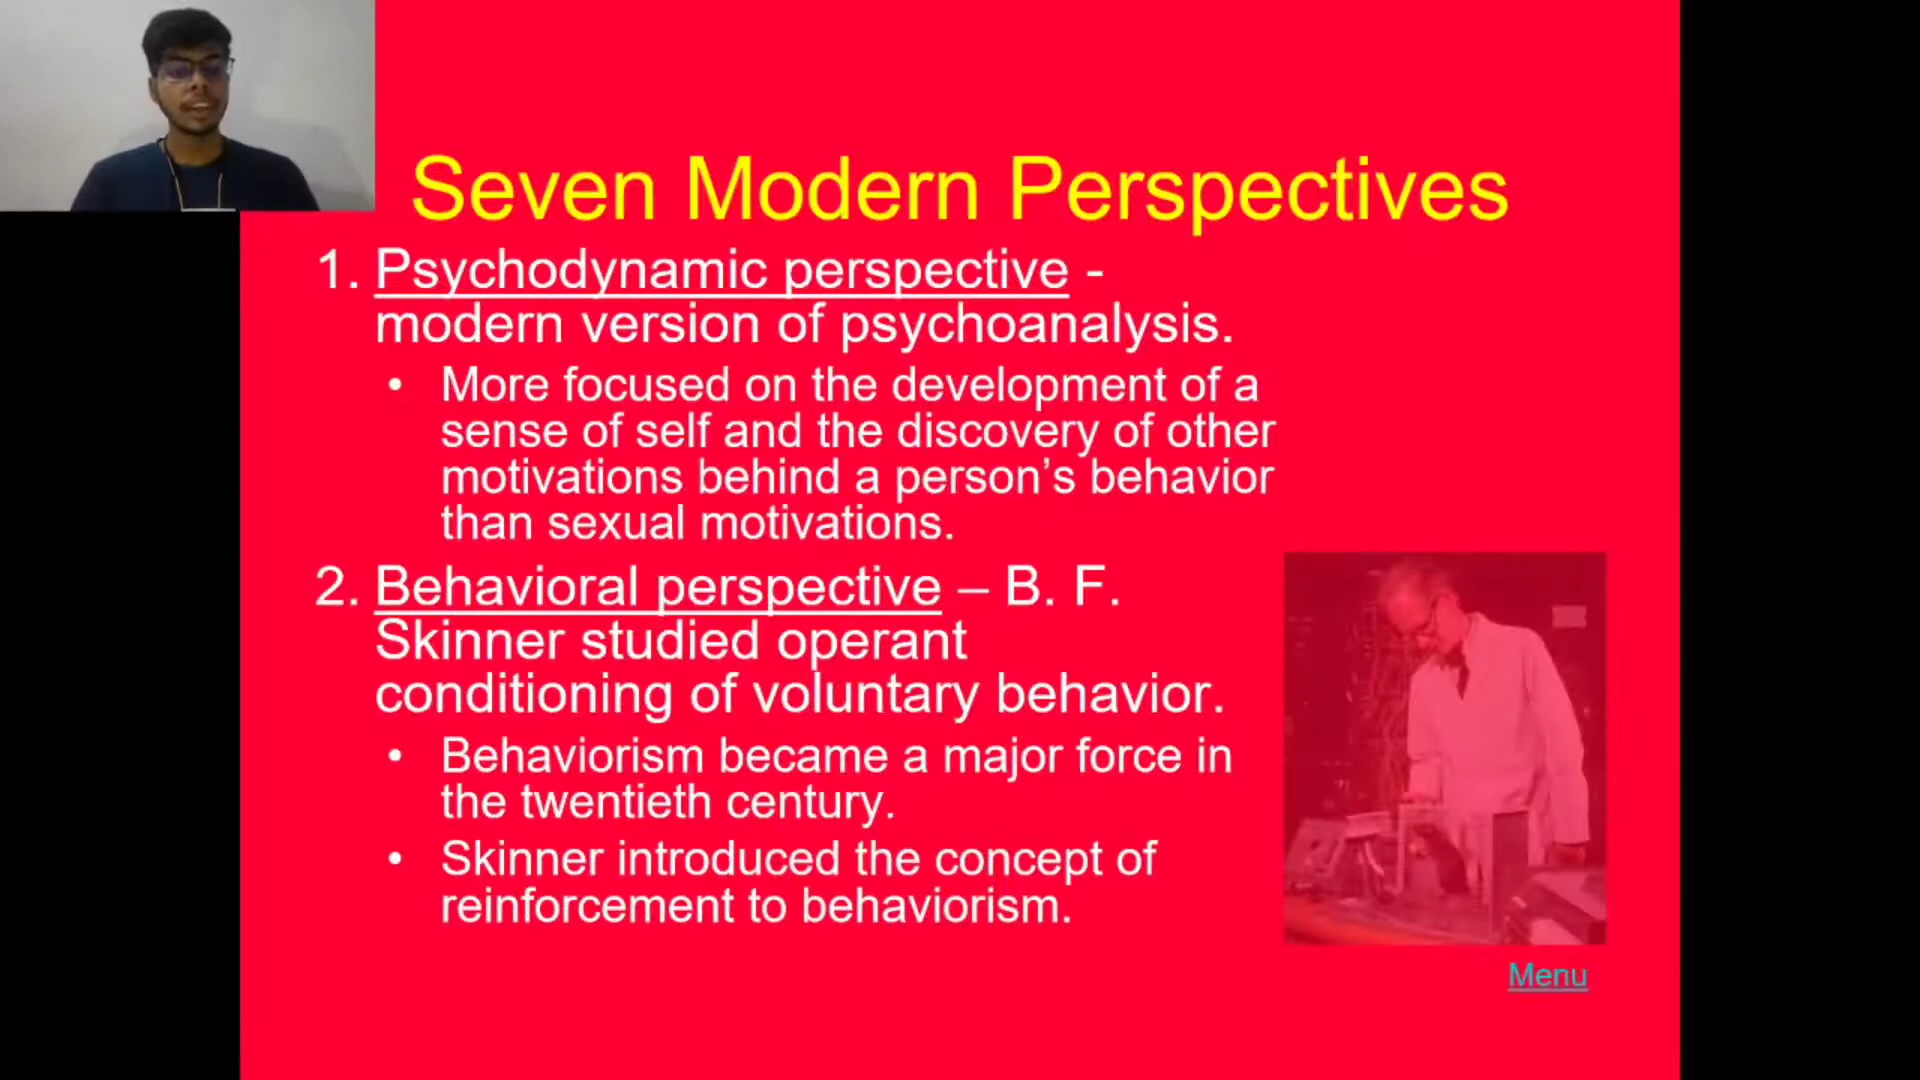 Seven Modern Perspectives
1. Psychodynamic perspective -
modern version of psychoanalysis.
• More focused on the development of a
sense of self and the discovery of other
motivations behind a person’s behavior
than sexual motivations.
2. Behavioral perspective – B. F.
Skinner studied operant
conditioning of voluntary behavior.
• Behaviorism became a major force in
the twentieth century.
• Skinner introduced the concept of
reinforcement to behaviorism.
Menu